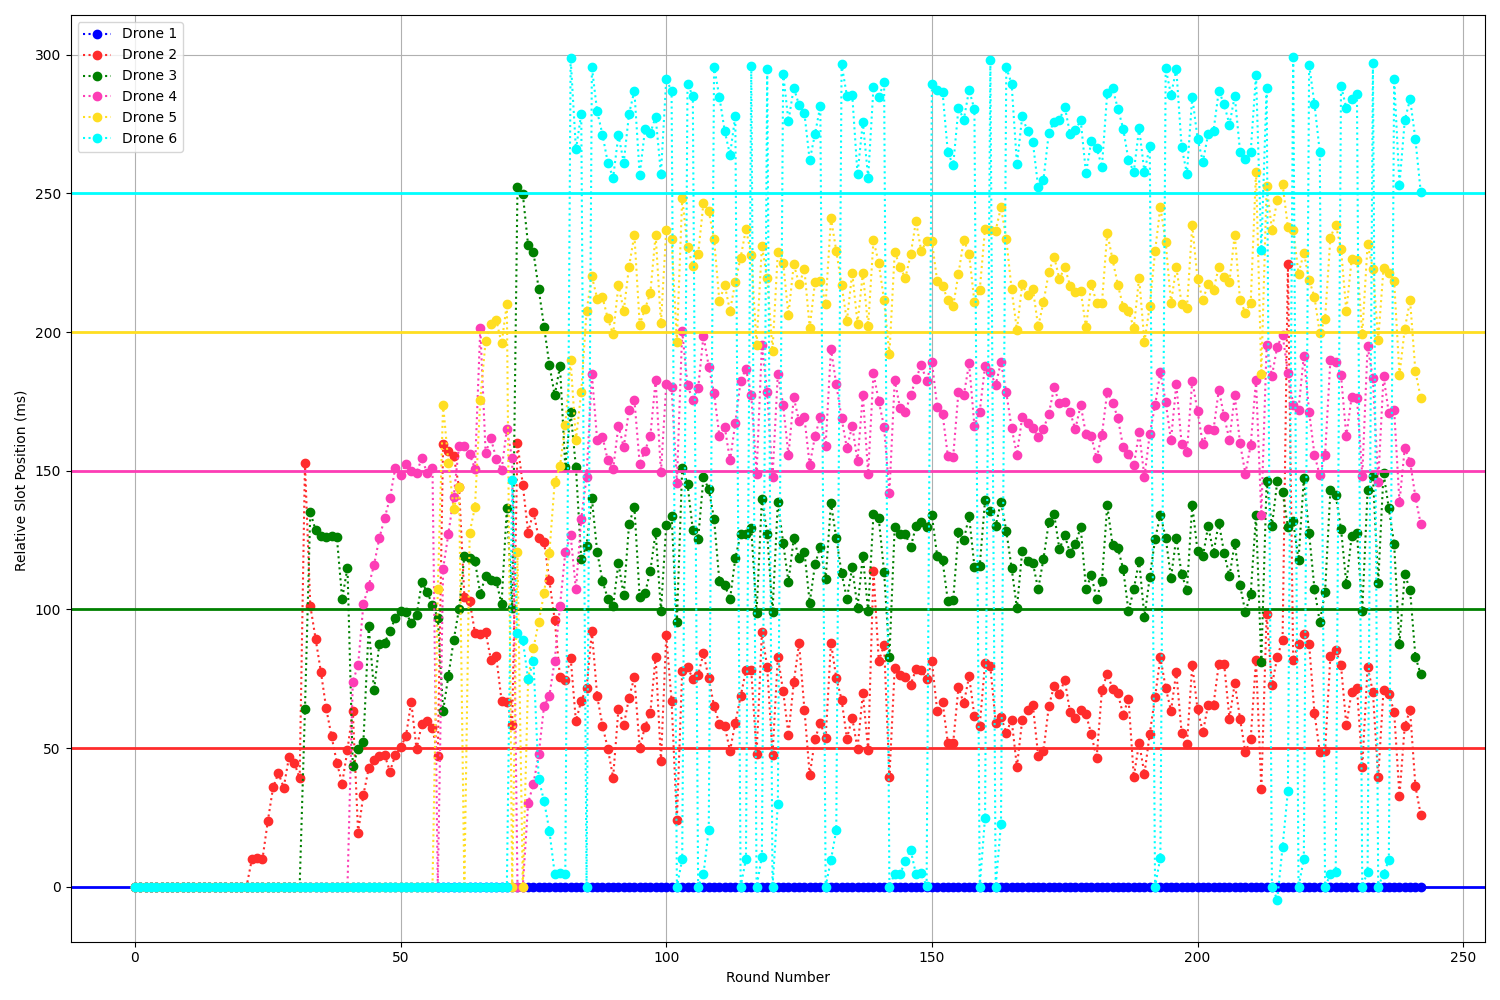 Drone 1
Drone 2
Drone 3
Drone 4
Drone 5
Drone 6
Relative Slot Position (ms)
300
250
200
150
100
50
0
0 50 100 150 200 250
Round Number